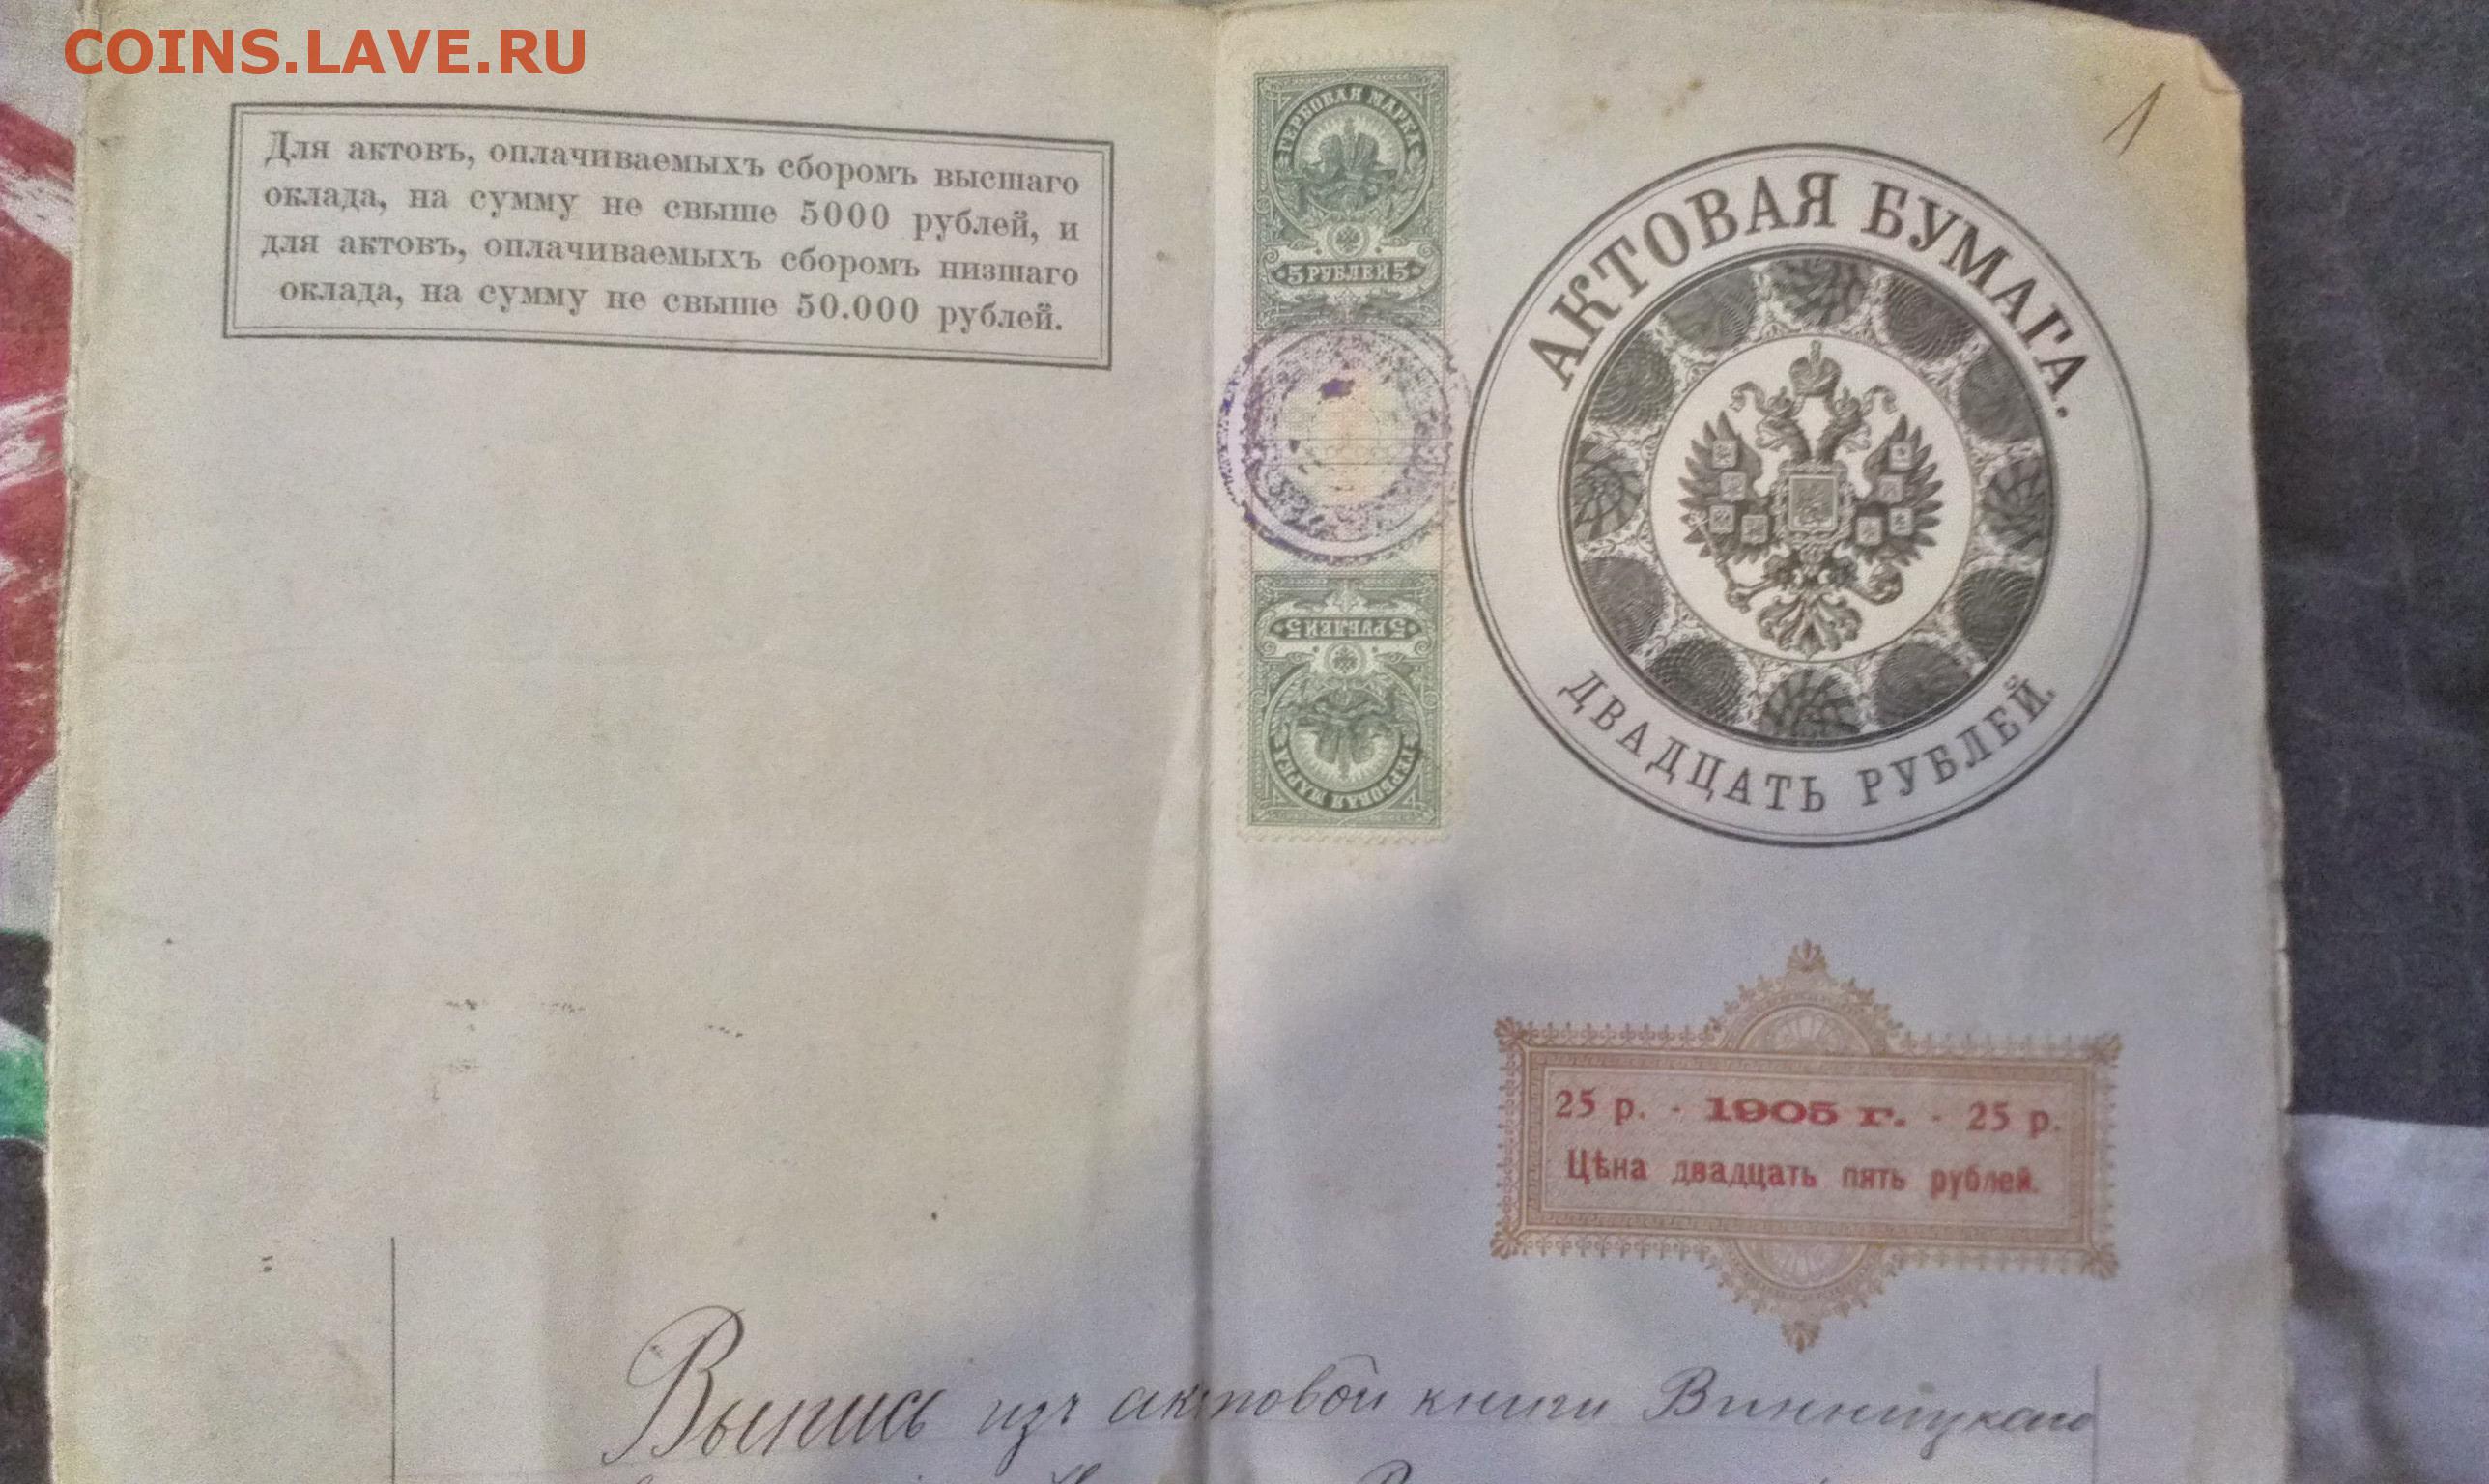 COINS.LAVE.RU
Для актовъ, оплачиваемыхъ сборомъ высшаго
оклада, на сумму не свыше 5000 рублей, и
для актовъ, оплачиваемыхъ сборомъ низшаго
оклада, на сумму не свыше 50.000 рублей.
ГЕРБОВАЯ МАРКА
5 РУБЛЕЙ 5
5 РУБЛЕЙ 5
ГЕРБОВАЯ МАРКА
1
АКТОВАЯ БУМАГА.
ДВАДЦАТЬ РУБЛЕЙ.
25 р. - 1905 г. - 25 р.
Цѣна двадцать пять рублей.
Выпись изъ актовой книги Винницкаго